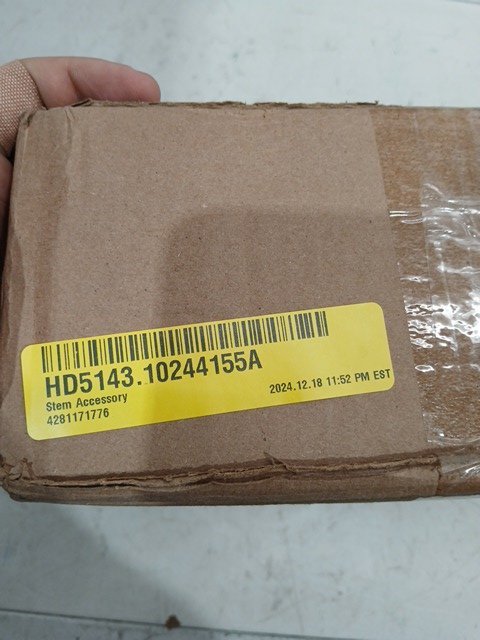 HD5143.10244155A
Stem Accessory
2024.12.18 11:52 PM EST
4281171776